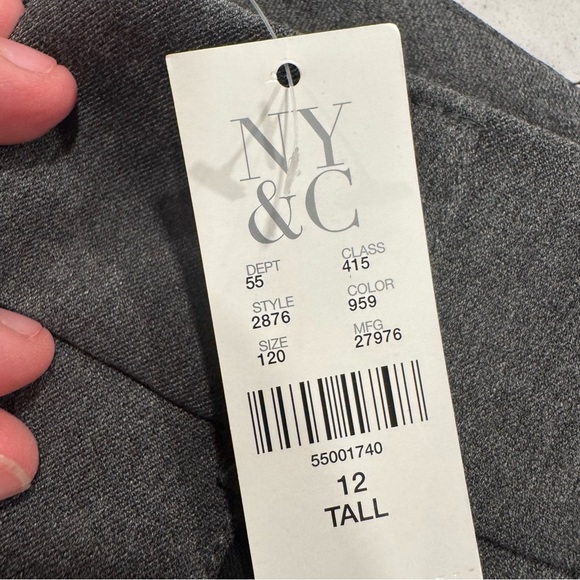 NY
&C
DEPT CLASS
55 415
STYLE COLOR
2876 959
SIZE MFG
120 27976
55001740
12
TALL